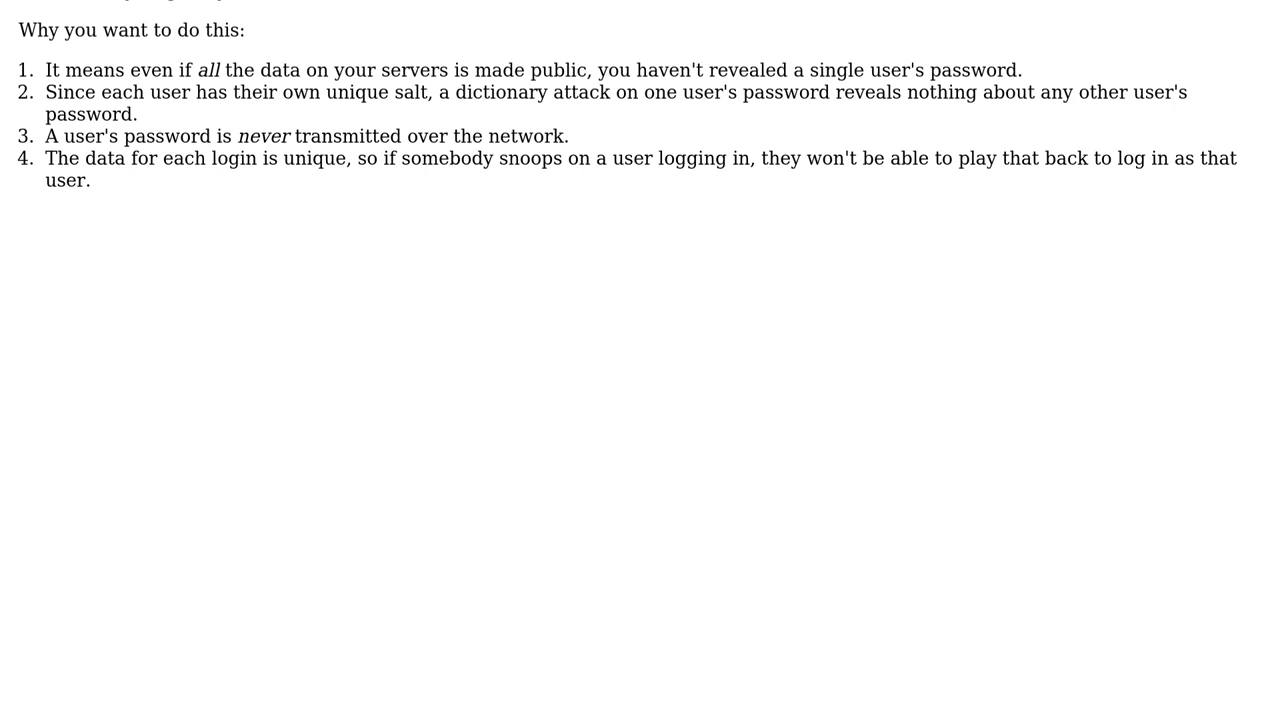 Why you want to do this:
1. It means even if all the data on your servers is made public, you haven't revealed a single user's password.
2. Since each user has their own unique salt, a dictionary attack on one user's password reveals nothing about any other user's
password.
3. A user's password is never transmitted over the network.
4. The data for each login is unique, so if somebody snoops on a user logging in, they won't be able to play that back to log in as that
user.